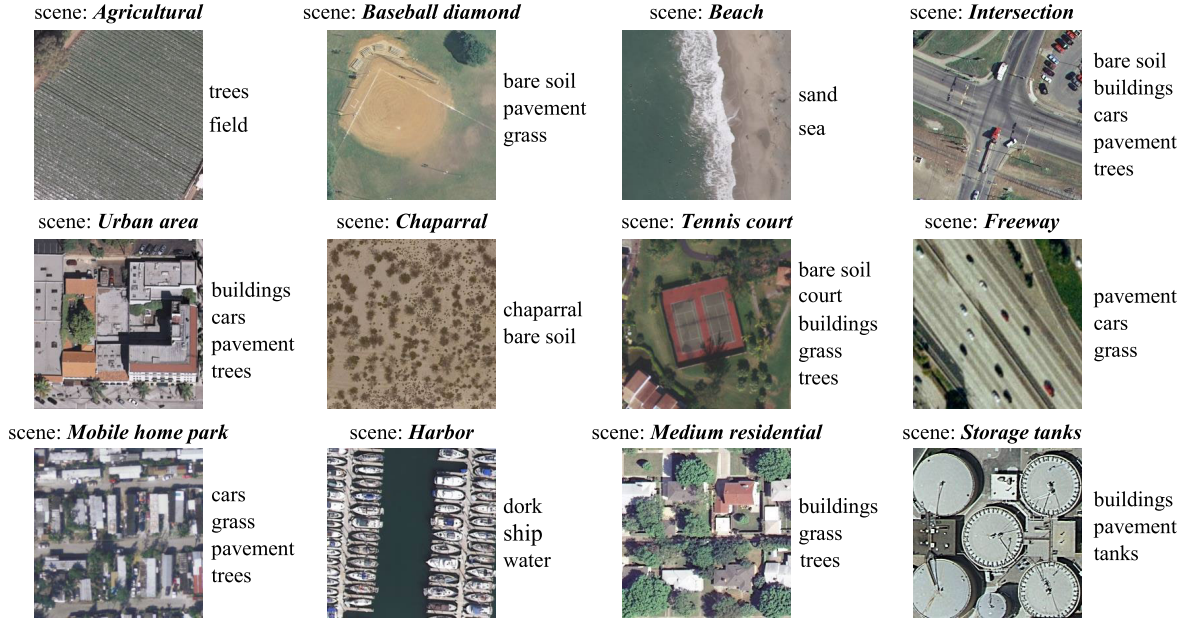 scene: Agricultural
trees
field
scene: Baseball diamond
bare soil
pavement
grass
scene: Beach
sand
sea
scene: Intersection
bare soil
buildings
cars
pavement
trees
scene: Urban area
buildings
cars
pavement
trees
scene: Chaparral
chaparral
bare soil
scene: Tennis court
bare soil
court
buildings
grass
trees
scene: Freeway
pavement
cars
grass
scene: Mobile home park
cars
grass
pavement
trees
scene: Harbor
dork
ship
water
scene: Medium residential
buildings
grass
trees
scene: Storage tanks
buildings
pavement
tanks